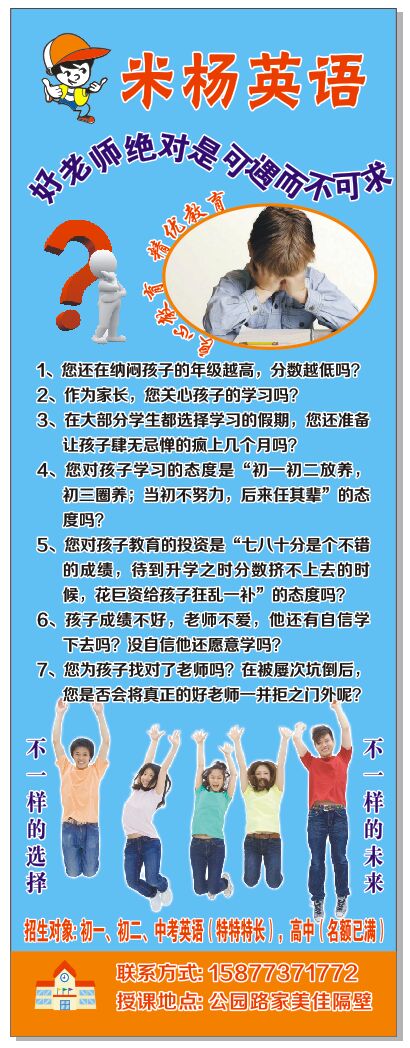 米杨英语
好老师绝对是可遇而不可求
良心教育 精优教育
1、您还在纳闷孩子的年级越高，分数越低吗？
2、作为家长，您关心孩子的学习吗？
3、在大部分学生都选择学习的假期，您还准备
让孩子肆无忌惮的疯上几个月吗？
4、您对孩子学习的态度是“初一初二放养，
初三圈养；当初不努力，后来任其辈”的态
度吗？
5、您对孩子教育的投资是“七八十分是个不错
的成绩，待到升学之时分数挤不上去的时
候，花巨资给孩子狂乱一补”的态度吗？
6、孩子成绩不好，老师不爱，他还有自信学
下去吗？没自信他还愿意学吗？
7、您为孩子找对了老师吗？在被屡次坑倒后，
您是否会将真正的好老师一并拒之门外呢？
不一样的选择
不一样的未来
招生对象：初一、初二、中考英语（特特特长），高中（名额已满）
联系方式：15877371772
授课地点：公园路家美佳隔壁